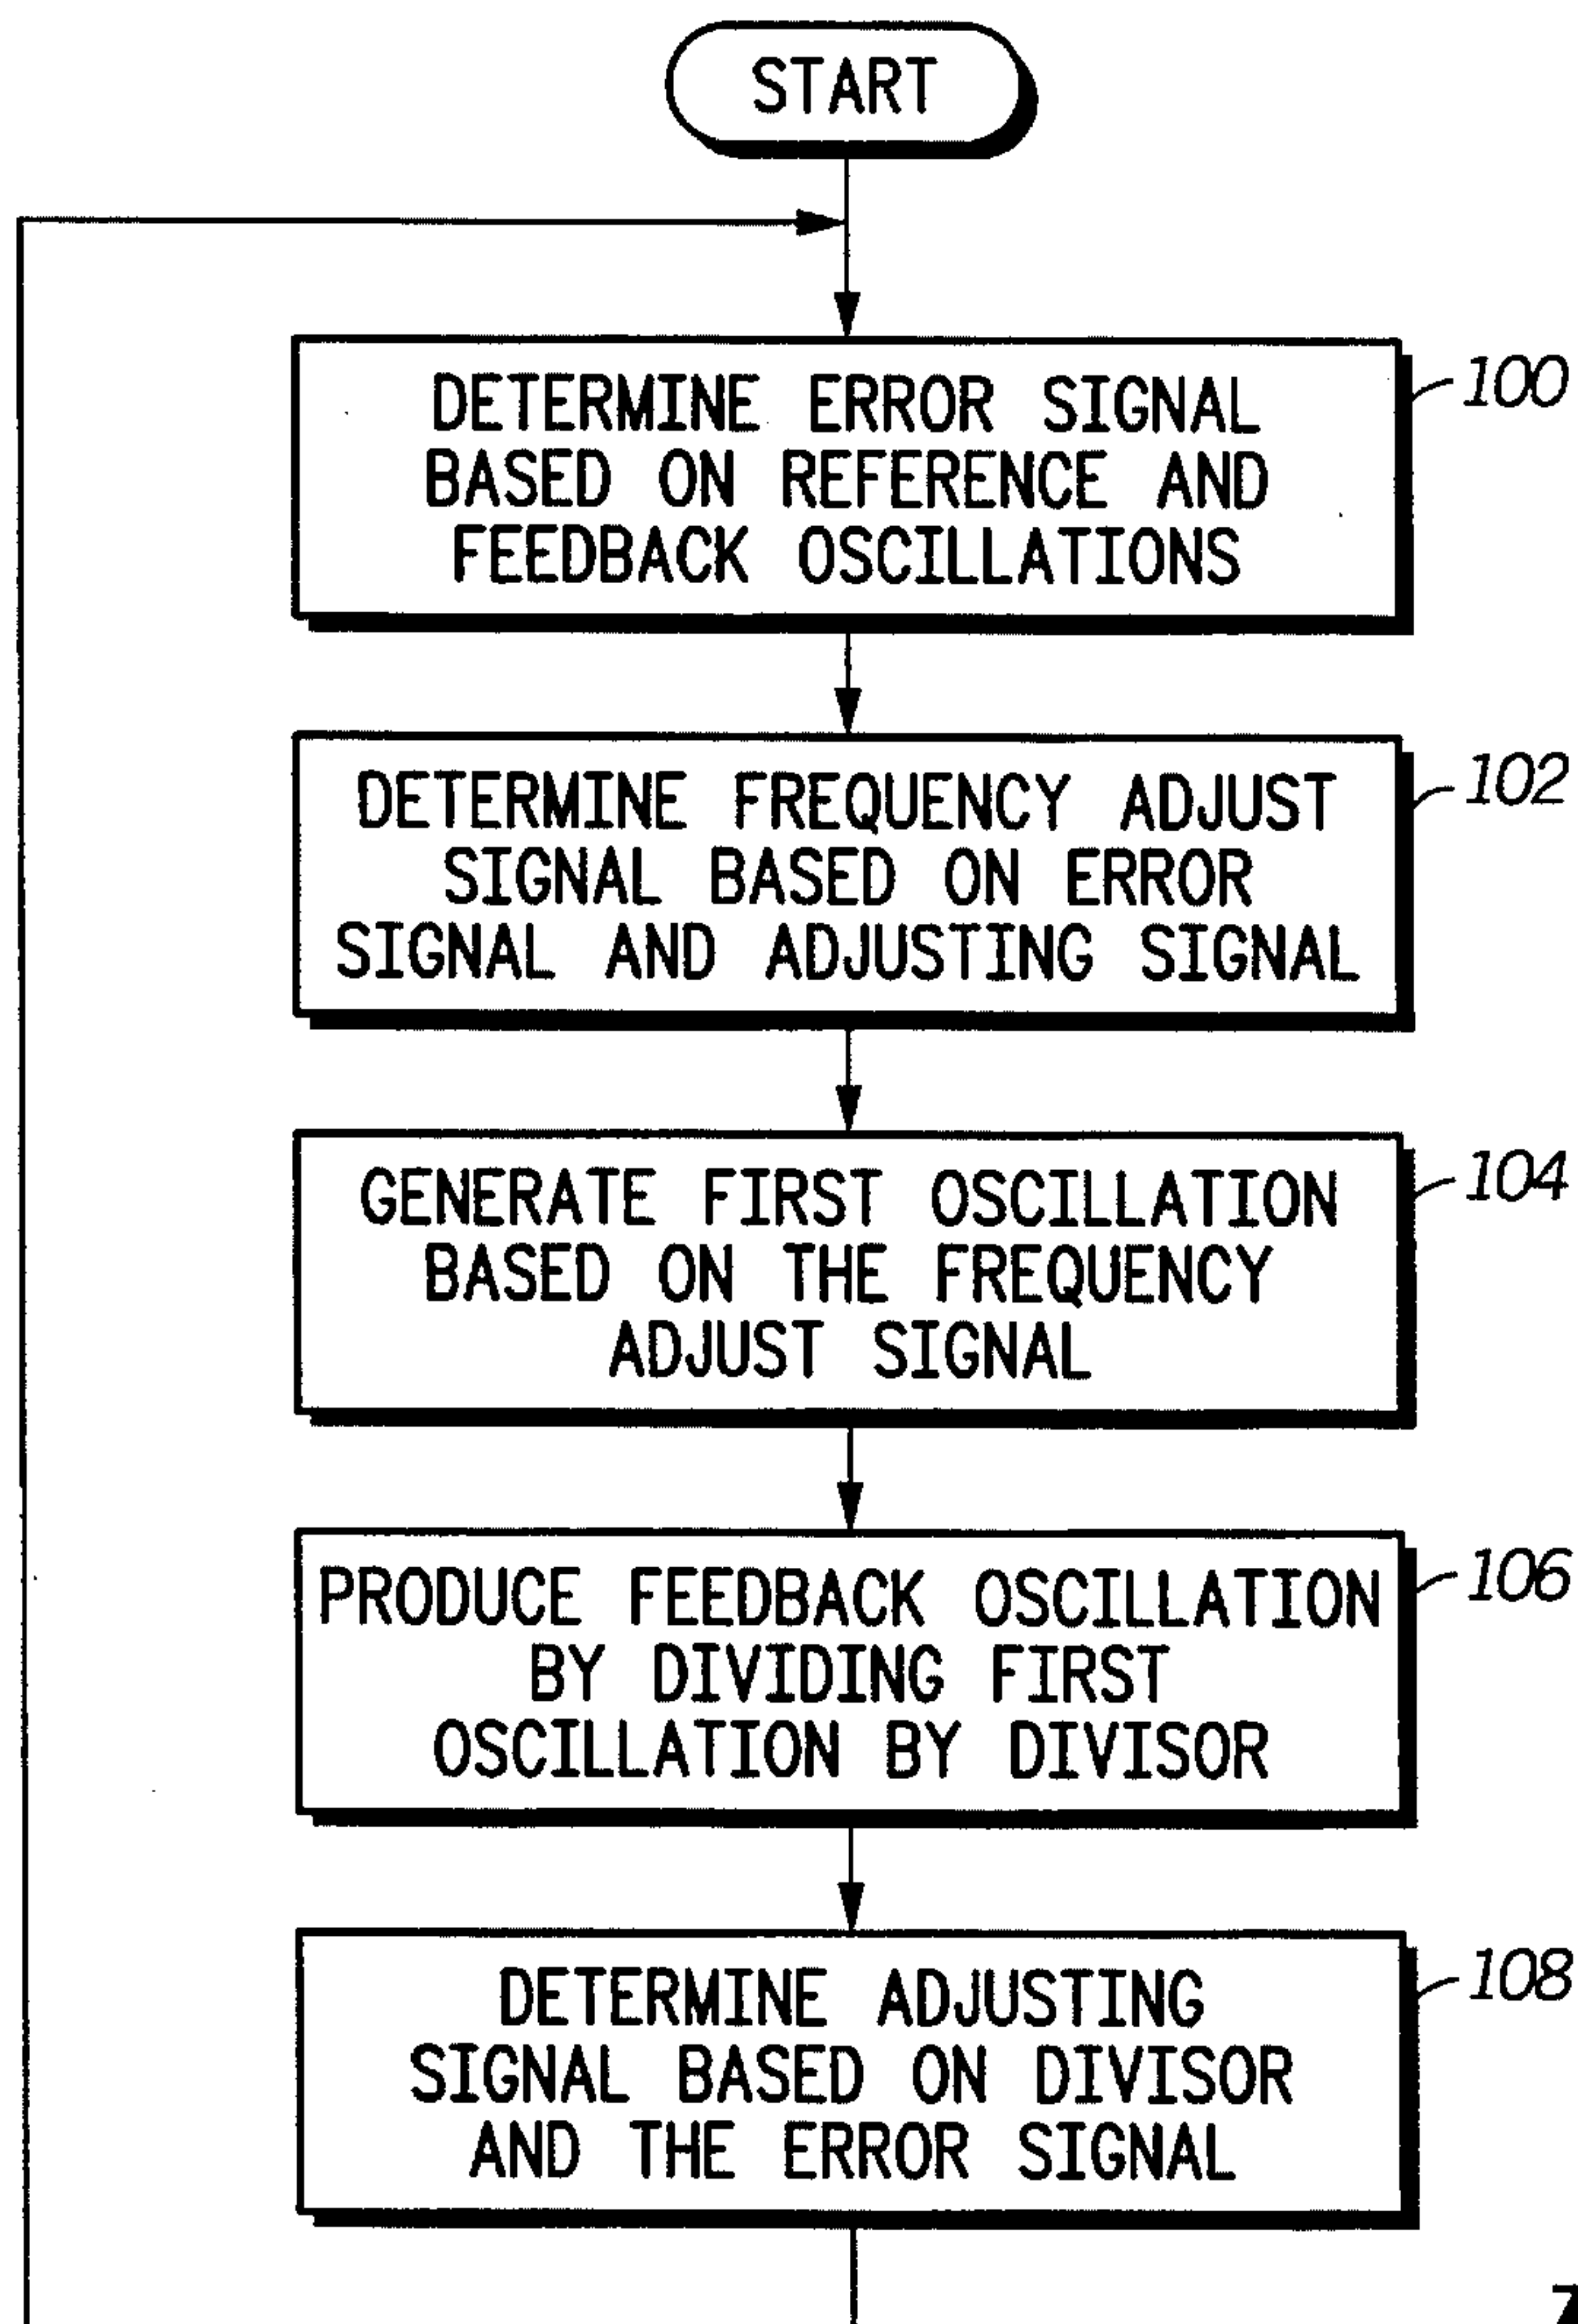 START
DETERMINE ERROR SIGNAL
BASED ON REFERENCE AND
FEEDBACK OSCILLATIONS
100
DETERMINE FREQUENCY ADJUST
SIGNAL BASED ON ERROR
SIGNAL AND ADJUSTING SIGNAL
102
GENERATE FIRST OSCILLATION
BASED ON THE FREQUENCY
ADJUST SIGNAL
104
PRODUCE FEEDBACK OSCILLATION
BY DIVIDING FIRST
OSCILLATION BY DIVISOR
106
DETERMINE ADJUSTING
SIGNAL BASED ON DIVISOR
AND THE ERROR SIGNAL
108